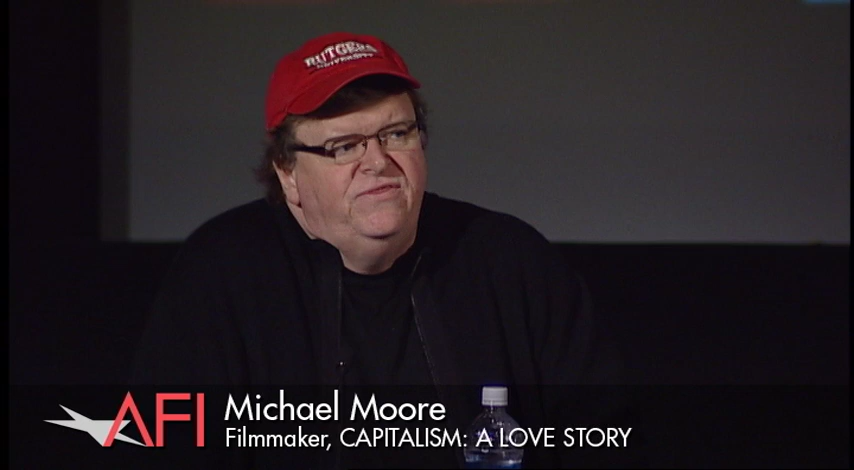 RUTGERS
UNIVERSITY
AFI
Michael Moore
Filmmaker, CAPITALISM: A LOVE STORY